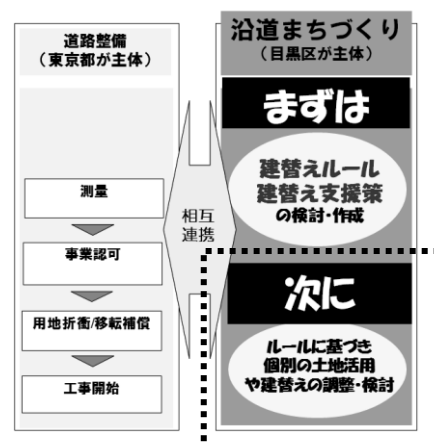 道路整備
（東京都が主体）
測量
事業認可
用地折衝/移転補償
工事開始
相互
連携
沿道まちづくり
（目黒区が主体）
まずは
建替えルール
建替え支援策
の検討・作成
次に
ルールに基づき
個別の土地活用
や建替えの調整・検討